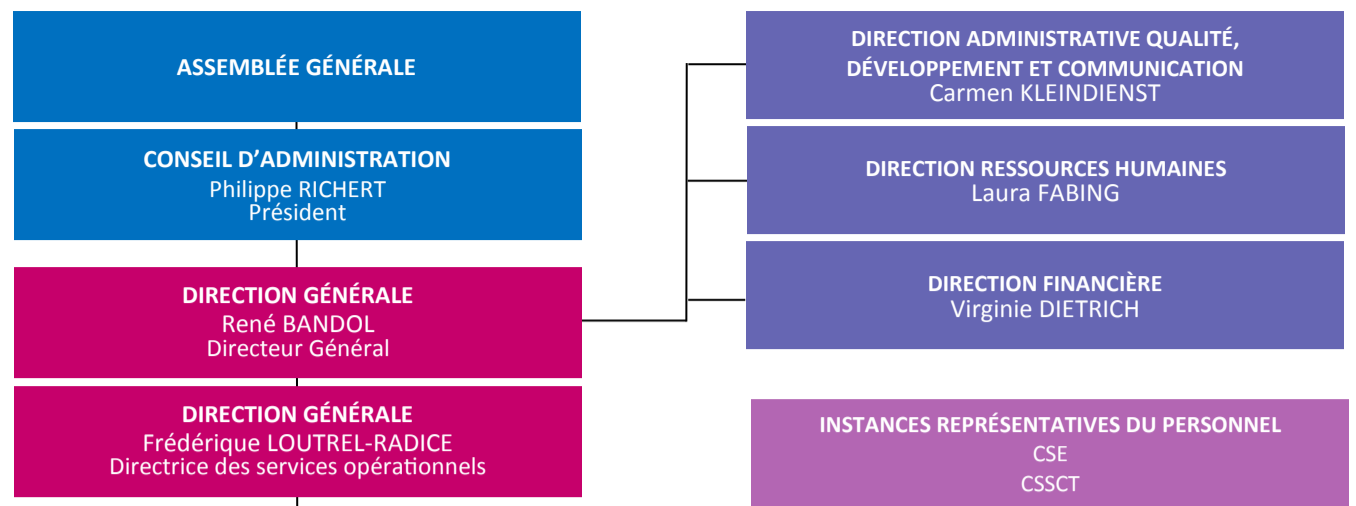 ASSEMBLÉE GÉNÉRALE
CONSEIL D’ADMINISTRATION
Philippe RICHERT
Président
DIRECTION GÉNÉRALE
René BANDOL
Directeur Général
DIRECTION GÉNÉRALE
Frédérique LOUTREL-RADICE
Directrice des services opérationnels
DIRECTION ADMINISTRATIVE QUALITÉ,
DÉVELOPPEMENT ET COMMUNICATION
Carmen KLEINDIENST
DIRECTION RESSOURCES HUMAINES
Laura FABING
DIRECTION FINANCIÈRE
Virginie DIETRICH
INSTANCES REPRÉSENTATIVES DU PERSONNEL
CSE
CSSCT